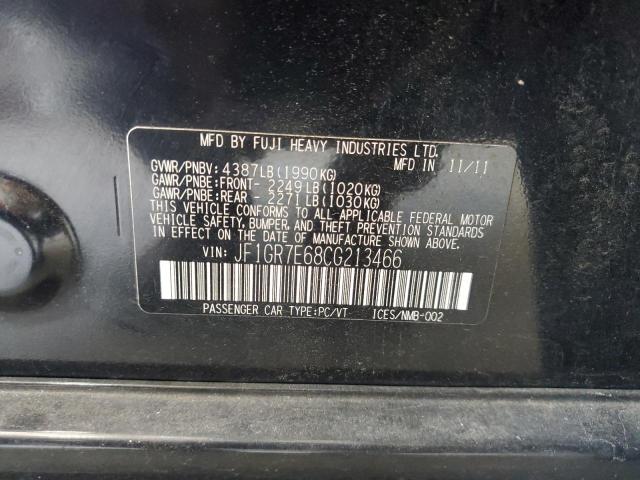 MFD BY FUJI HEAVY INDUSTRIES LTD.
GVWR/PNBV: 4387LB(1990KG) MFD IN 11/11
GAWR/PNBE:FRONT- 2249LB(1020KG)
GAWR/PNBE:REAR - 2271LB(1030KG)
THIS VEHICLE CONFORMS TO ALL-APPLICABLE FEDERAL MOTOR
VEHICLE SAFETY, BUMPER, AND THEFT PREVENTION STANDARDS
IN EFFECT ON THE DATE OF MANUFACTURE SHOWN ABOVE.
VIN: JF1GR7E68CG213466
PASSENGER CAR TYPE:PC/VT ICES/NMB-002